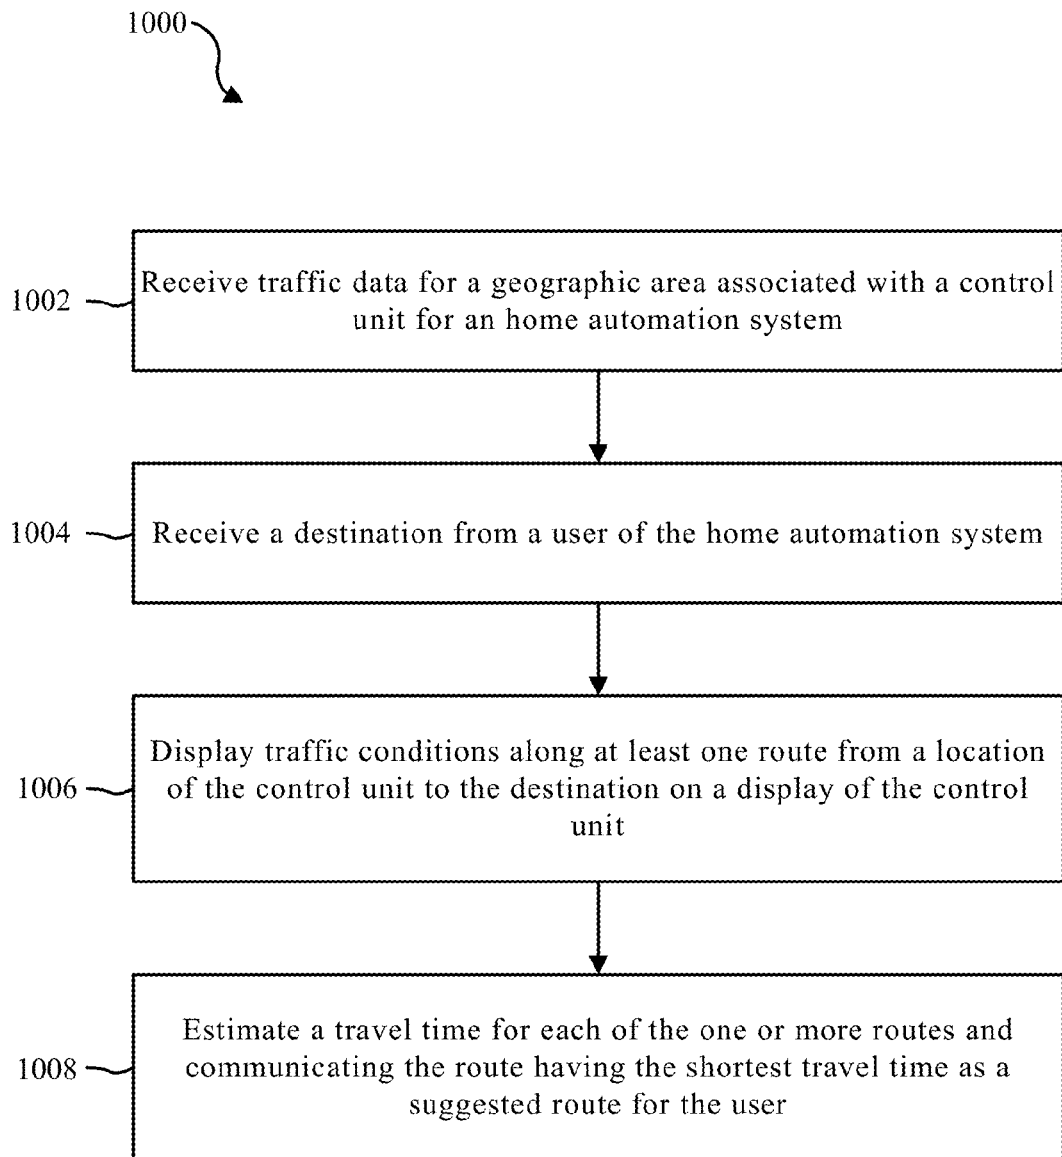 1000
1002
Receive traffic data for a geographic area associated with a control
unit for an home automation system
1004
Receive a destination from a user of the home automation system
1006
Display traffic conditions along at least one route from a location
of the control unit to the destination on a display of the control
unit
1008
Estimate a travel time for each of the one or more routes and
communicating the route having the shortest travel time as a
suggested route for the user